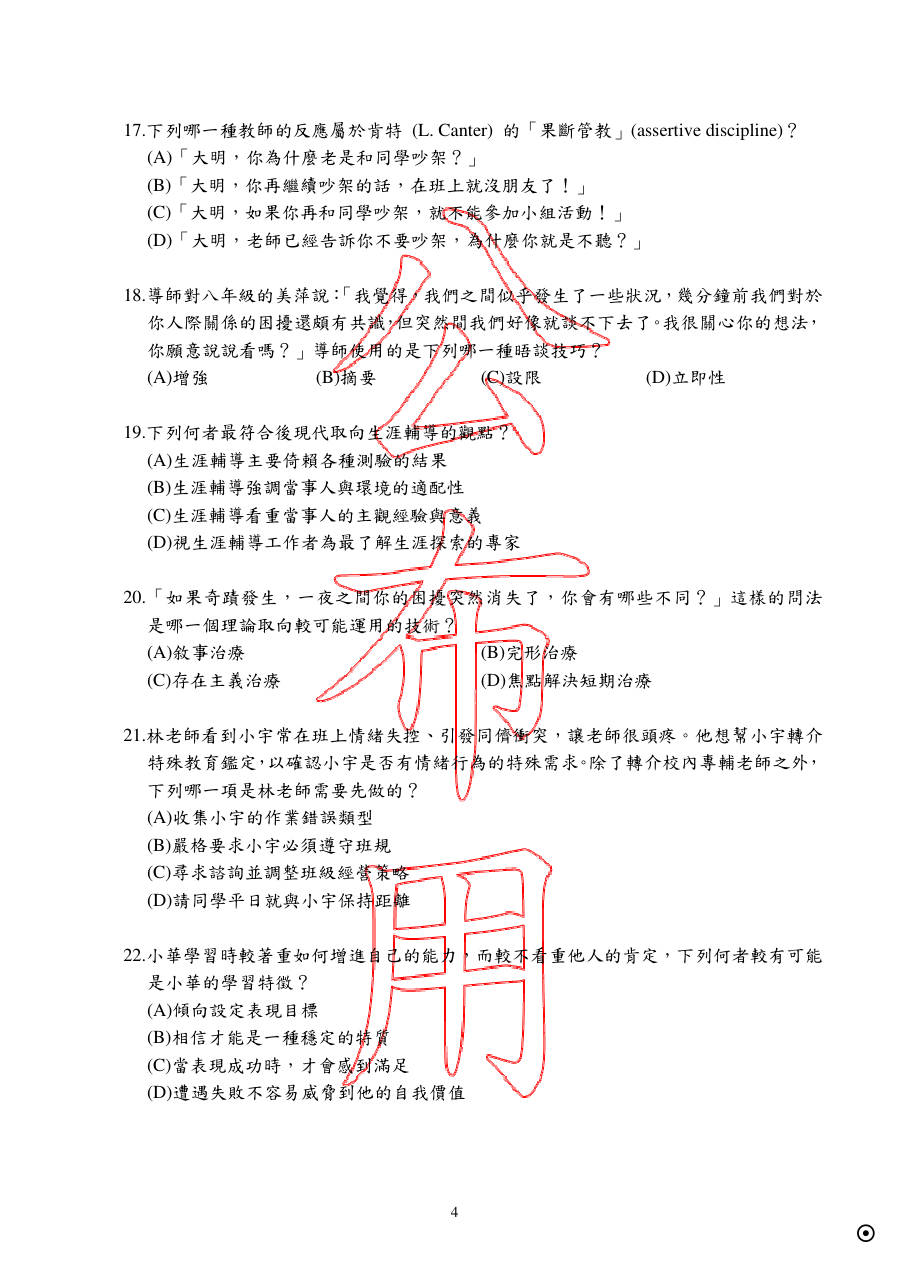 17.下列哪一種教師的反應屬於肯特 (L. Canter) 的「果斷管教」(assertive discipline)？
(A)「大明，你為什麼老是和同學吵架？」
(B)「大明，你再繼續吵架的話，在班上就沒朋友了！」
(C)「大明，如果你再和同學吵架，就不能參加小組活動！」
(D)「大明，老師已經告訴你不要吵架，為什麼你就是不聽？」
18.導師對八年級的美萍說：「我覺得，我們之間似乎發生了一些狀況，幾分鐘前我們對於
你人際關係的困擾還頗有共識，但突然間我們好像就談不下去了。我很關心你的想法，
你願意說說看嗎？」導師使用的是下列哪一種晤談技巧？
(A)增強 (B)摘要 (C)設限 (D)立即性
19.下列何者最符合後現代取向生涯輔導的觀點？
(A)生涯輔導主要倚賴各種測驗的結果
(B)生涯輔導強調當事人與環境的適配性
(C)生涯輔導看重當事人的主觀經驗與意義
(D)視生涯輔導工作者為最了解生涯探索的專家
20.「如果奇蹟發生，一夜之間你的困擾突然消失了，你會有哪些不同？」這樣的問法
是哪一個理論取向較可能運用的技術？
(A)敘事治療 (B)完形治療
(C)存在主義治療 (D)焦點解決短期治療
21.林老師看到小宇常在班上情緒失控、引發同儕衝突，讓老師很頭疼。他想幫小宇轉介
特殊教育鑑定，以確認小宇是否有情緒行為的特殊需求。除了轉介校內專輔老師之外，
下列哪一項是林老師需要先做的？
(A)收集小宇的作業錯誤類型
(B)嚴格要求小宇必須遵守班規
(C)尋求諮詢並調整班級經營策略
(D)請同學平日就與小宇保持距離
22.小華學習時較著重如何增進自己的能力，而較不看重他人的肯定，下列何者較有可能
是小華的學習特徵？
(A)傾向設定表現目標
(B)相信才能是一種穩定的特質
(C)當表現成功時，才會感到滿足
(D)遭遇失敗不容易威脅到他的自我價值
公布用
4